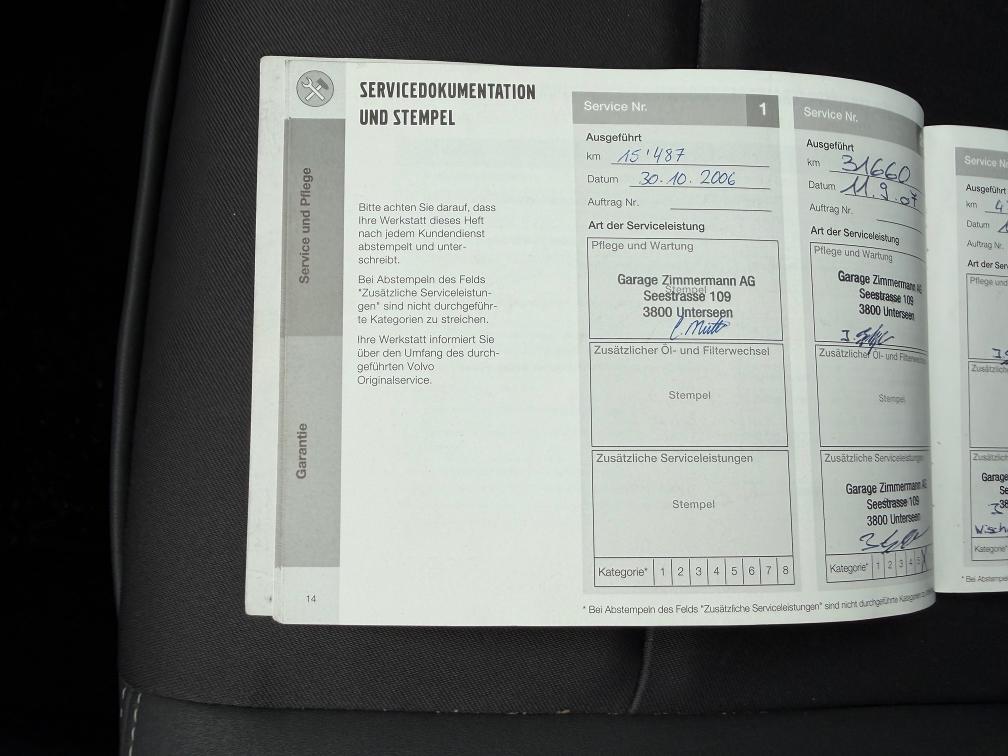 SERVICEDOKUMENTATION
UND STEMPEL
Service und Pflege
Garantie
Bitte achten Sie darauf, dass
Ihre Werkstatt dieses Heft
nach jedem Kundendienst
abstempelt und unter-
schreibt.
Bei Abstempeln des Felds
"Zusätzliche Serviceleistun-
gen" sind nicht durchgeführ-
te Kategorien zu streichen.
Ihre Werkstatt informiert Sie
über den Umfang des durch-
geführten Volvo
Originalservice.
14
Service Nr. 1
Ausgeführt
km 15'487
Datum 30.10.2006
Auftrag Nr.
Art der Serviceleistung
Pflege und Wartung
Stempel
Garage Zimmermann AG
Seestrasse 109
3800 Unterseen
Zusätzlicher Öl- und Filterwechsel
Stempel
Zusätzliche Serviceleistungen
Stempel
Kategorie* 1 2 3 4 5 6 7 8
Service Nr.
Ausgeführt
km 31660
Datum 11.9.07
Auftrag Nr.
Art der Serviceleistung
Pflege und Wartung
Garage Zimmermann
Seestrasse 109
3800 Unterseen
Zusätzlicher Öl- und Filterwechsel
Stempel
Zusätzliche Serviceleistungen
Garage Zimmermann AG
Seestrasse 109
3800 Unterseen
Kategorie* 1 2 3 4 5
* Bei Abstempeln des Felds "Zusätzliche Serviceleistungen" sind nicht durchgeführte Kategorien
Service
Ausgeführt
km
Datum
Auftrag Nr.
Art der
Pflege und
Garage
Kategorie*
* Bei Abstempeln